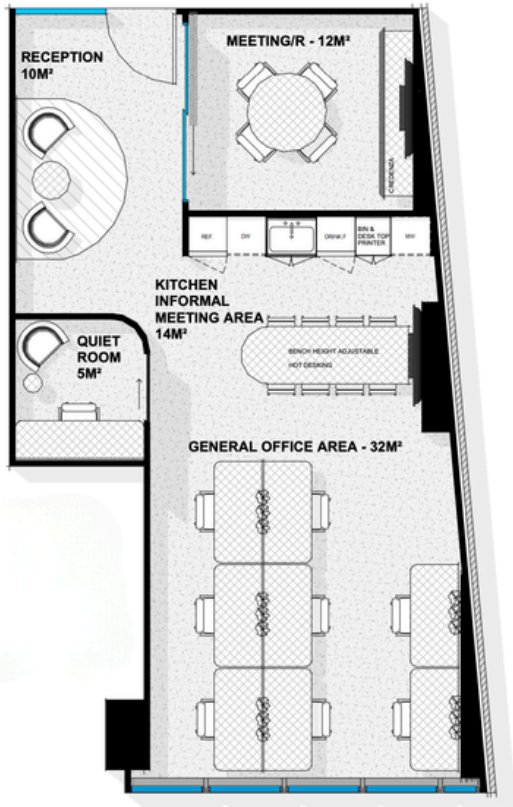 RECEPTION
10M²
MEETING/R - 12M²
CREDENZA
REF.
DW
DRINK/F
BIN &
DESK TOP
PRINTER
MW
KITCHEN
INFORMAL
MEETING AREA
14M²
QUIET
ROOM
5M²
BENCH HEIGHT ADJUSTABLE
HOT DESKING
GENERAL OFFICE AREA - 32M²